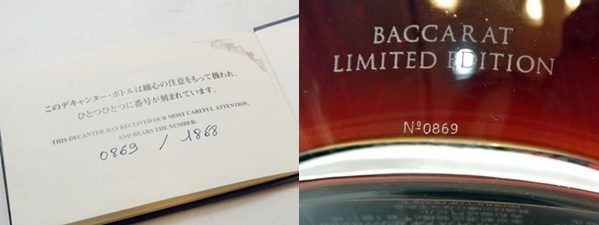 このデキャンター・ボトルは細心の注意をもって扱われ、
ひとつひとつに番号が刻まれています。
THIS DECANTER HAS RECEIVED OUR MOST CAREFUL ATTENTION,
AND BEARS THE NUMBER:
0869 / 1868
BACCARAT
LIMITED EDITION
Nº0869